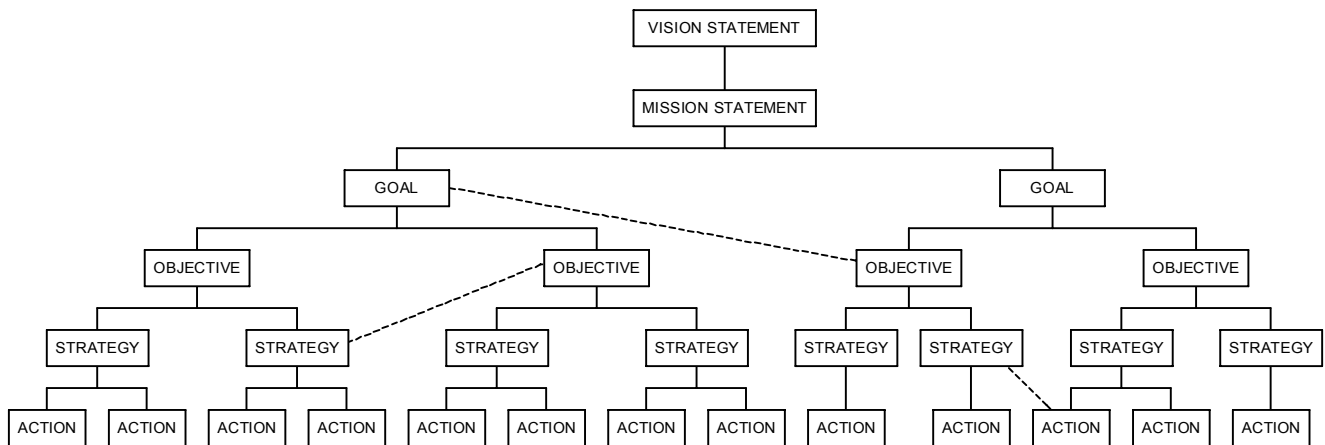 VISION STATEMENT
MISSION STATEMENT
GOAL GOAL
OBJECTIVE OBJECTIVE OBJECTIVE OBJECTIVE
STRATEGY STRATEGY STRATEGY STRATEGY STRATEGY STRATEGY STRATEGY STRATEGY
ACTION ACTION ACTION ACTION ACTION ACTION ACTION ACTION ACTION ACTION ACTION ACTION ACTION